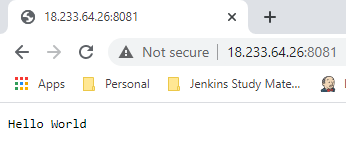 18.233.64.26:8081
Not secure | 18.233.64.26:8081
Apps Personal Jenkins Study Mate...
Hello World